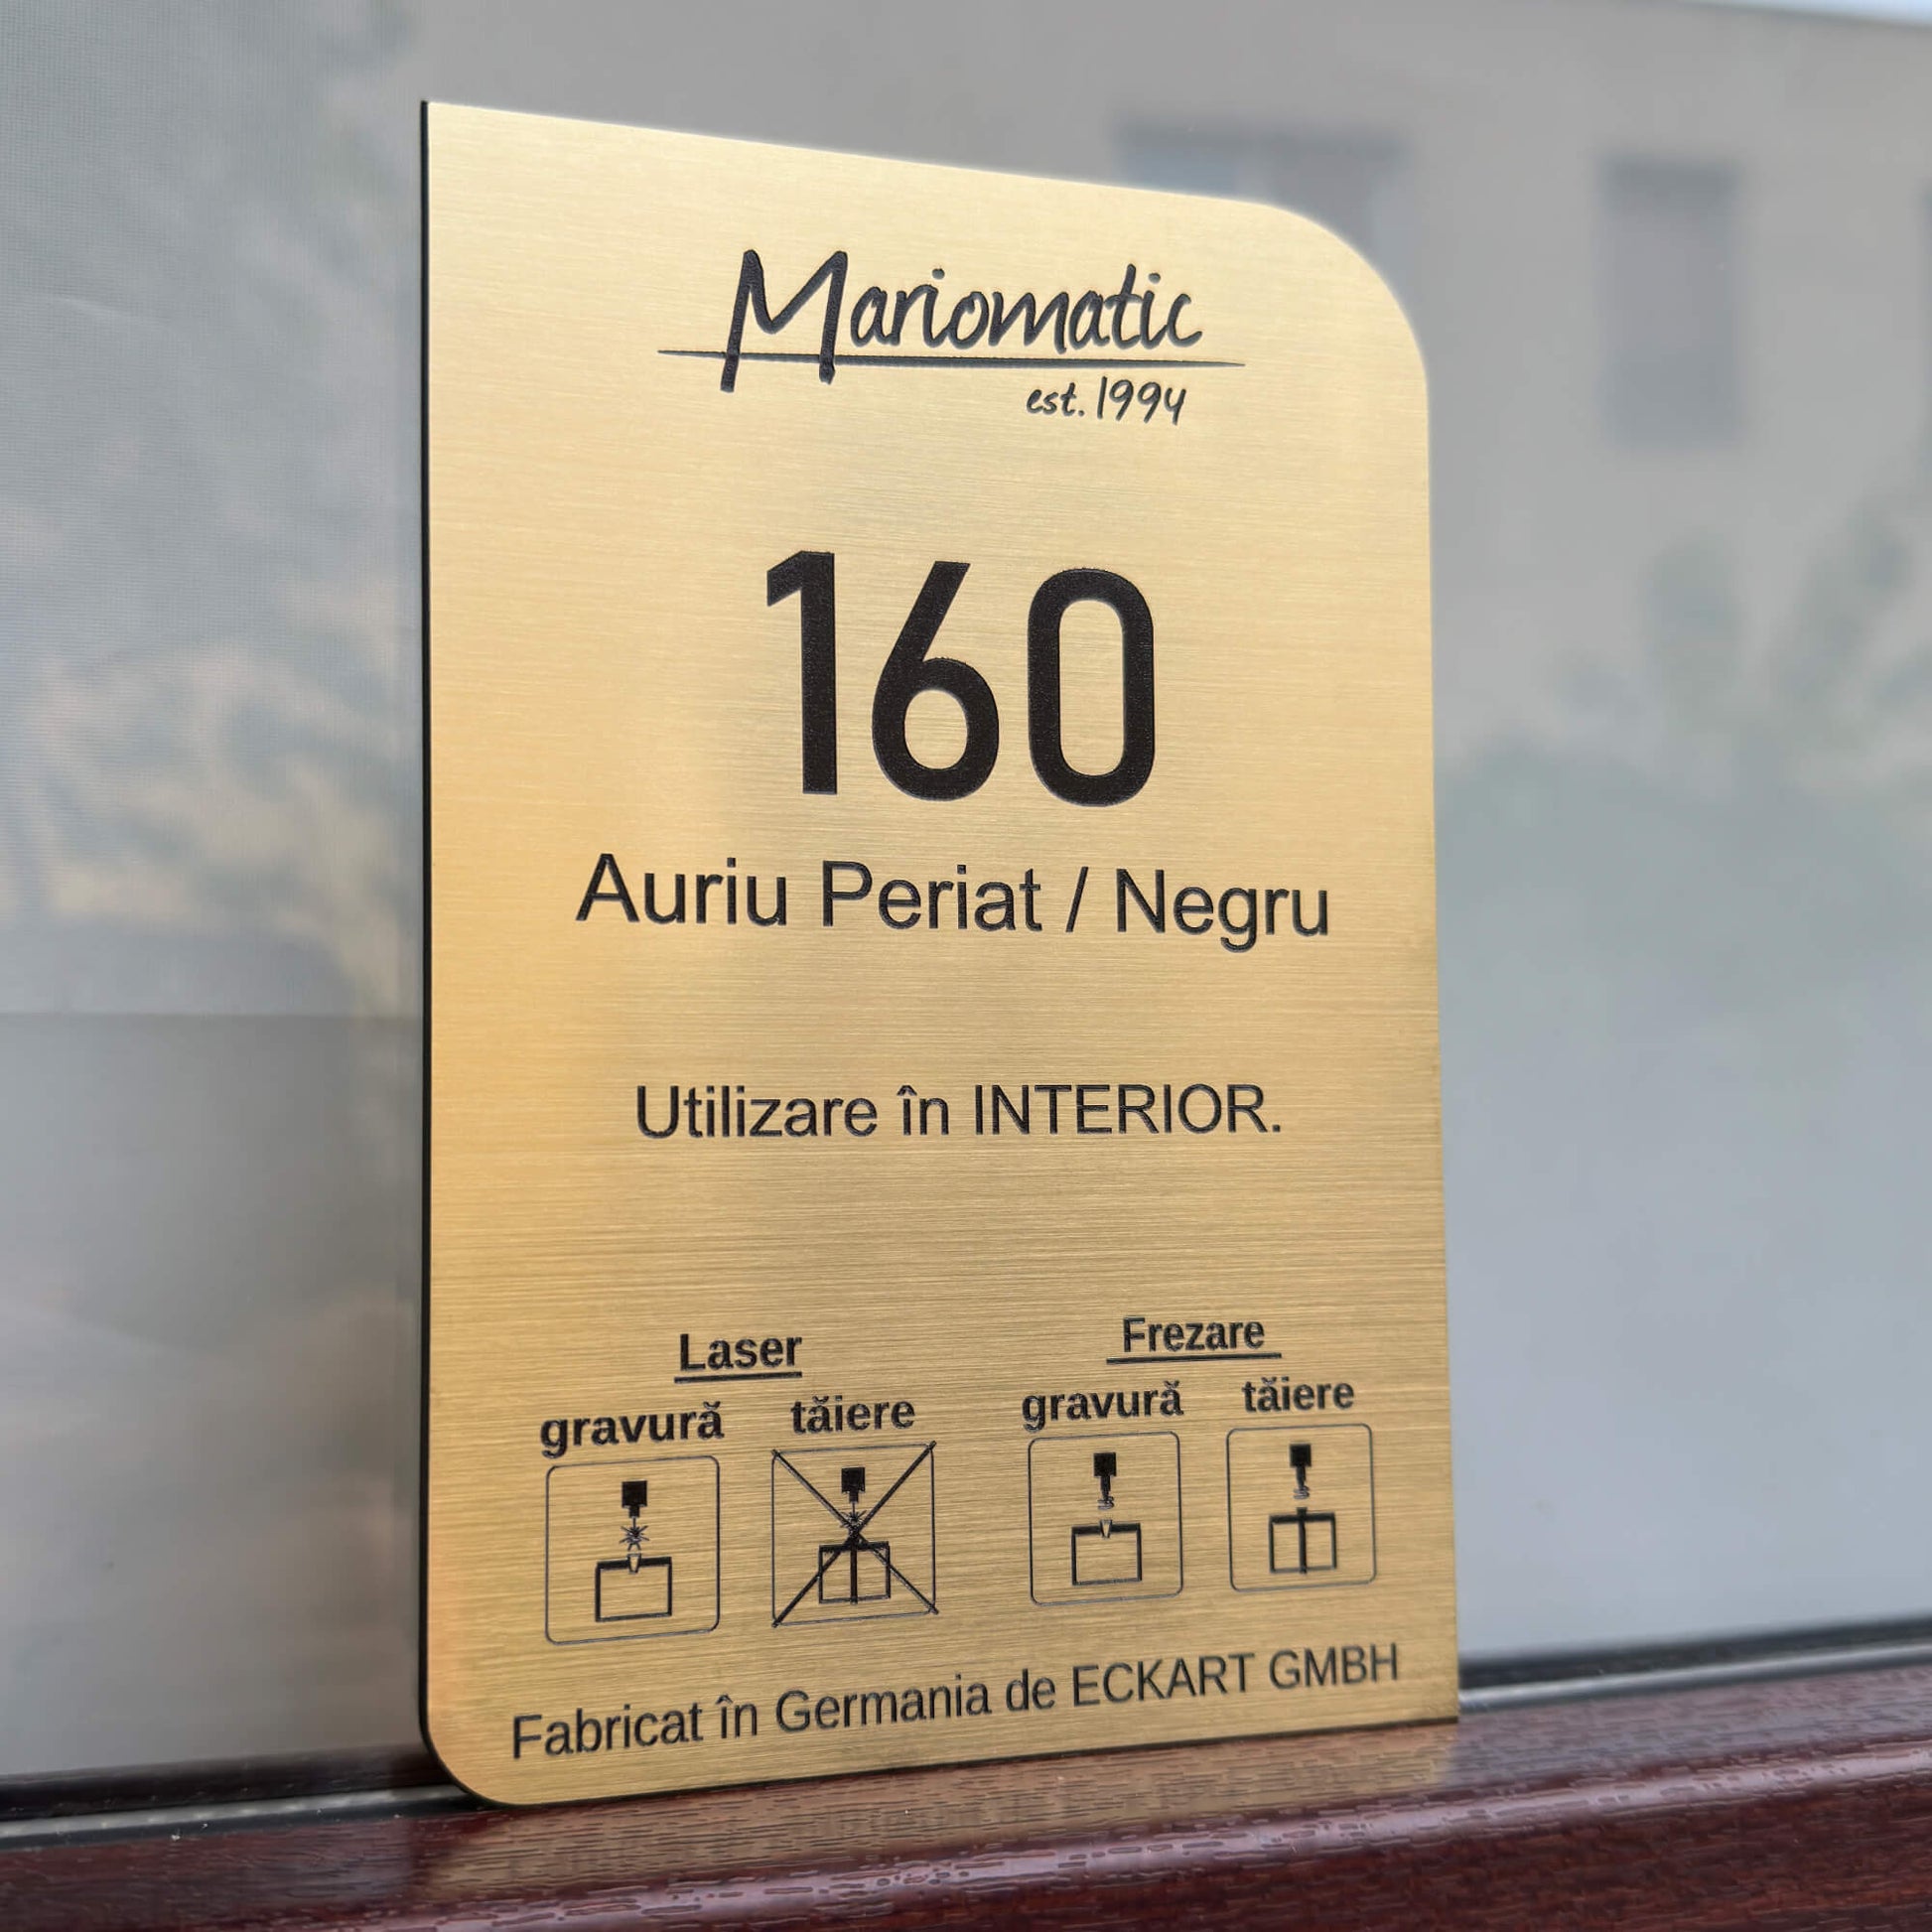 Mariomatic
est. 1994
160
Auriu Periat / Negru
Utilizare în INTERIOR.
Laser
gravură tăiere
Frezare
gravură tăiere
Fabricat în Germania de ECKART GMBH